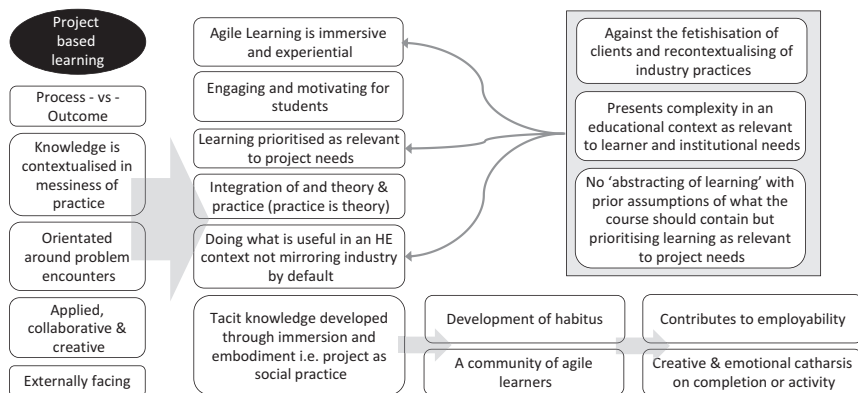 Project
based
learning
Process - vs -
Outcome
Knowledge is
contextualised in
messiness of
practice
Orientated
around problem
encounters
Applied,
collaborative &
creative
Externally facing
Agile Learning is immersive
and experiential
Engaging and motivating for
students
Learning prioritised as relevant
to project needs
Integration of and theory &
practice (practice is theory)
Doing what is useful in an HE
context not mirroring industry
by default
Tacit knowledge developed
through immersion and
embodiment i.e. project as
social practice
Against the fetishisation of
clients and recontextualising of
industry practices
Presents complexity in an
educational context as relevant
to learner and institutional needs
No ‘abstracting of learning’ with
prior assumptions of what the
course should contain but
prioritising learning as relevant
to project needs
Development of habitus
A community of agile
learners
Contributes to employability
Creative & emotional catharsis
on completion or activity